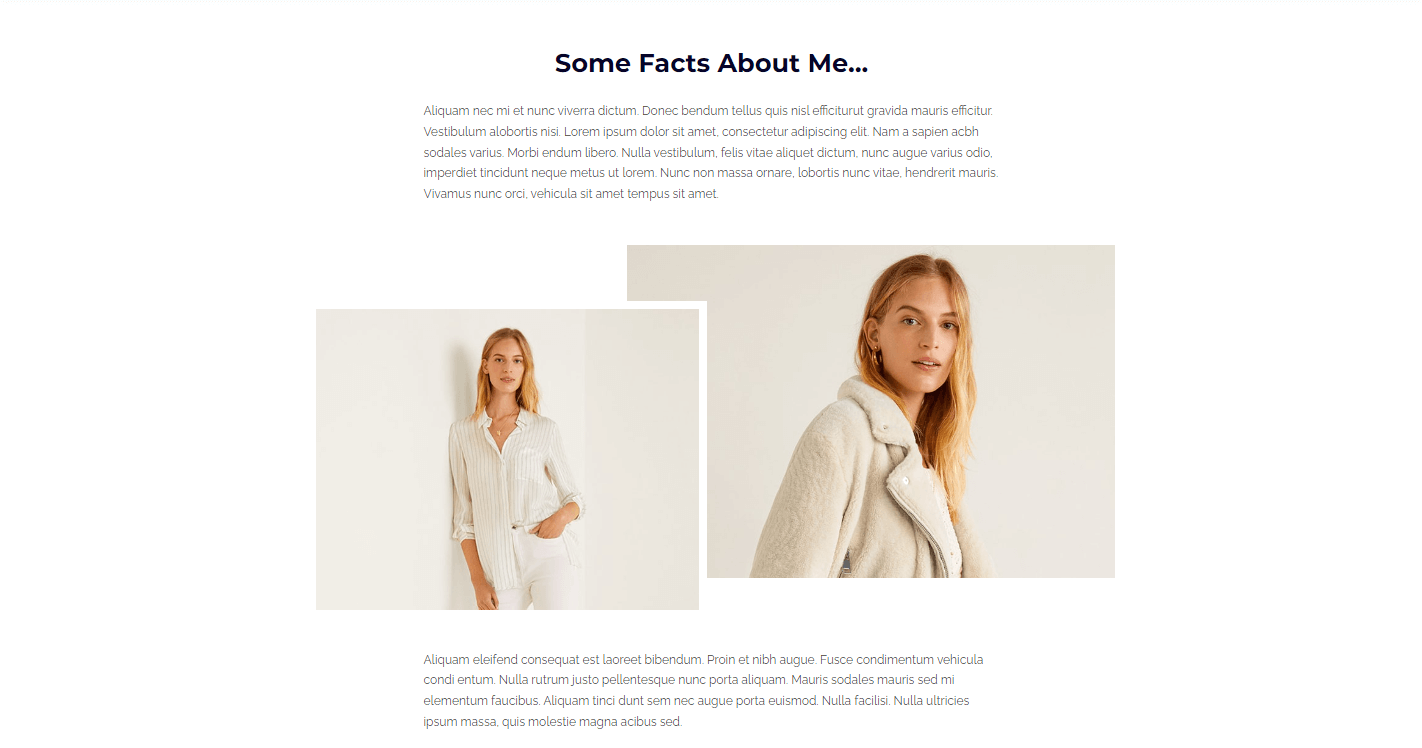 Some Facts About Me...
Aliquam nec mi et nunc viverra dictum. Donec bendum tellus quis nisl efficiturut gravida mauris efficitur.
Vestibulum alobortis nisi. Lorem ipsum dolor sit amet, consectetur adipiscing elit. Nam a sapien acbh
sodales varius. Morbi endum libero. Nulla vestibulum, felis vitae aliquet dictum, nunc augue varius odio,
imperdiet tincidunt neque metus ut lorem. Nunc non massa ornare, lobortis nunc vitae, hendrerit mauris.
Vivamus nunc orci, vehicula sit amet tempus sit amet.
Aliquam eleifend consequat est laoreet bibendum. Proin et nibh augue. Fusce condimentum vehicula
condi entum. Nulla rutrum justo pellentesque nunc porta aliquam. Mauris sodales mauris sed mi
elementum faucibus. Aliquam tinci dunt sem nec augue porta euismod. Nulla facilisi. Nulla ultricies
ipsum massa, quis molestie magna acibus sed.